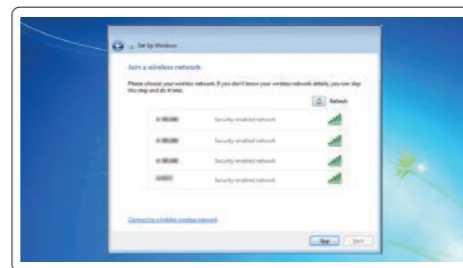 Set Up Windows
Join a wireless network
Please choose your wireless network. If you don't know your wireless network details, you can skip
this step and do it later.
Refresh
Security-enabled network
Security-enabled network
Security-enabled network
Security-enabled network
Connect to a hidden wireless network
Skip
Next